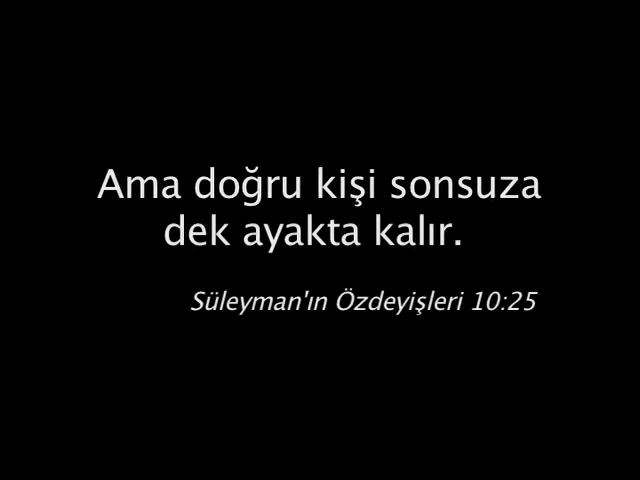 Ama doğru kişi sonsuza
dek ayakta kalır.
Süleyman'ın Özdeyişleri 10:25